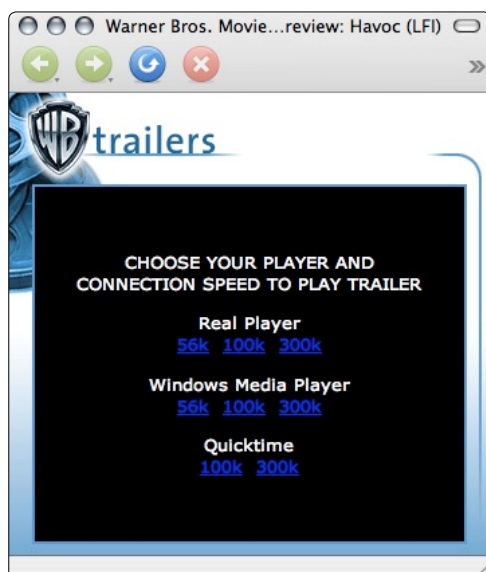 Warner Bros. Movie...review: Havoc (LFI)
WB trailers
CHOOSE YOUR PLAYER AND
CONNECTION SPEED TO PLAY TRAILER
Real Player
56k 100k 300k
Windows Media Player
56k 100k 300k
Quicktime
100k 300k